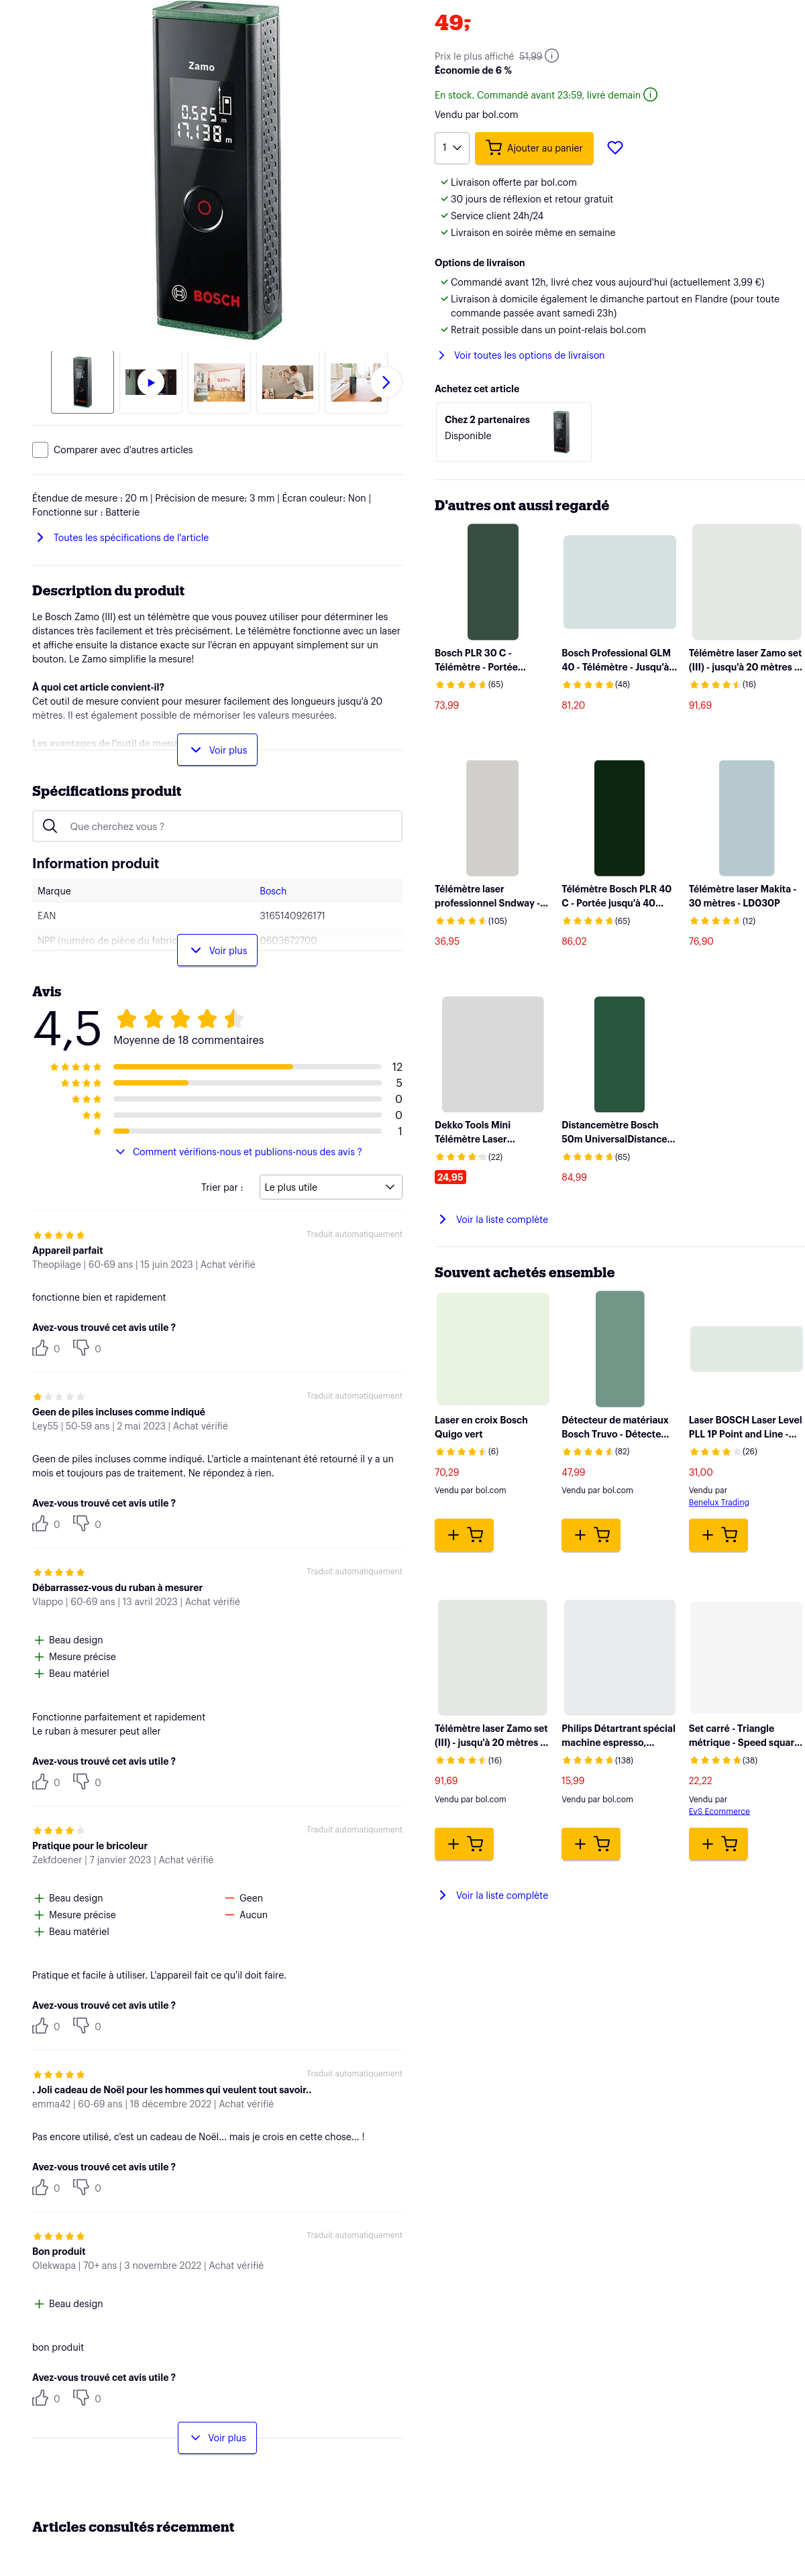 Zamo
0.525 m
17.138 m
BOSCH
Comparer avec d'autres articles
Étendue de mesure : 20 m | Précision de mesure: 3 mm | Écran couleur: Non |
Fonctionne sur : Batterie
Toutes les spécifications de l'article
Description du produit
Le Bosch Zamo (III) est un télémètre que vous pouvez utiliser pour déterminer les
distances très facilement et très précisément. Le télémètre fonctionne avec un laser
et affiche ensuite la distance exacte sur l'écran en appuyant simplement sur un
bouton. Le Zamo simplifie la mesure!
À quoi cet article convient-il?
Cet outil de mesure convient pour mesurer facilement des longueurs jusqu'à 20
mètres. Il est également possible de mémoriser les valeurs mesurées.
Les avantages de l'outil de mesu
Voir plus
Spécifications produit
Que cherchez vous ?
Information produit
Marque Bosch
EAN 3165140926171
NPP (numéro de pièce du fabric 0603672700
Voir plus
Avis
4,5
Moyenne de 18 commentaires
12
5
0
0
1
Comment vérifions-nous et publions-nous des avis ?
Trier par : Le plus utile
Traduit automatiquement
Appareil parfait
Theopilage | 60-69 ans | 15 juin 2023 | Achat vérifié
fonctionne bien et rapidement
Avez-vous trouvé cet avis utile ?
0 0
Traduit automatiquement
Geen de piles incluses comme indiqué
Ley55 | 50-59 ans | 2 mai 2023 | Achat vérifié
Geen de piles incluses comme indiqué. L'article a maintenant été retourné il y a un
mois et toujours pas de traitement. Ne répondez à rien.
Avez-vous trouvé cet avis utile ?
0 0
Traduit automatiquement
Débarrassez-vous du ruban à mesurer
Vlappo | 60-69 ans | 13 avril 2023 | Achat vérifié
Beau design
Mesure précise
Beau matériel
Fonctionne parfaitement et rapidement
Le ruban à mesurer peut aller
Avez-vous trouvé cet avis utile ?
0 0
Traduit automatiquement
Pratique pour le bricoleur
Zekfdoener | 7 janvier 2023 | Achat vérifié
Beau design Geen
Mesure précise Aucun
Beau matériel
Pratique et facile à utiliser. L'appareil fait ce qu'il doit faire.
Avez-vous trouvé cet avis utile ?
0 0
Traduit automatiquement
. Joli cadeau de Noël pour les hommes qui veulent tout savoir..
emma42 | 60-69 ans | 18 décembre 2022 | Achat vérifié
Pas encore utilisé, c'est un cadeau de Noël... mais je crois en cette chose... !
Avez-vous trouvé cet avis utile ?
0 0
Traduit automatiquement
Bon produit
Olekwapa | 70+ ans | 3 novembre 2022 | Achat vérifié
Beau design
bon produit
Avez-vous trouvé cet avis utile ?
0 0
Voir plus
Articles consultés récemment
49,-
Prix le plus affiché 51,99
Économie de 6 %
En stock. Commandé avant 23:59, livré demain
Vendu par bol.com
1 Ajouter au panier
Livraison offerte par bol.com
30 jours de réflexion et retour gratuit
Service client 24h/24
Livraison en soirée même en semaine
Options de livraison
Commandé avant 12h, livré chez vous aujourd'hui (actuellement 3,99 €)
Livraison à domicile également le dimanche partout en Flandre (pour toute
commande passée avant samedi 23h)
Retrait possible dans un point-relais bol.com
Voir toutes les options de livraison
Achetez cet article
Chez 2 partenaires
Disponible
D'autres ont aussi regardé
Bosch PLR 30 C -
Télémètre - Portée...
(65)
73,99
Bosch Professional GLM
40 - Télémètre - Jusqu'à...
(48)
81,20
Télémètre laser Zamo set
(III) - jusqu'à 20 mètres ...
(16)
91,69
Télémètre laser
professionnel Sndway -...
(105)
36,95
Télémètre Bosch PLR 40
C - Portée jusqu'à 40...
(65)
86,02
Télémètre laser Makita -
30 mètres - LD030P
(12)
76,90
Dekko Tools Mini
Télémètre Laser...
(22)
24,95
Distancemètre Bosch
50m UniversalDistance...
(65)
84,99
Voir la liste complète
Souvent achetés ensemble
Laser en croix Bosch
Quigo vert
(6)
70,29
Vendu par bol.com
Détecteur de matériaux
Bosch Truvo - Détecte...
(82)
47,99
Vendu par bol.com
Laser BOSCH Laser Level
PLL 1P Point and Line -...
(26)
31,00
Vendu par
Benelux Trading
Télémètre laser Zamo set
(III) - jusqu'à 20 mètres ...
(16)
91,69
Vendu par bol.com
Philips Détartrant spécial
machine espresso,...
(138)
15,99
Vendu par bol.com
Set carré - Triangle
métrique - Speed squar...
(38)
22,22
Vendu par
EvS Ecommerce
Voir la liste complète